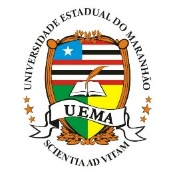 UNIVERSIDADE ESTADUAL DO MARANHÃO
UEMA
SCIENTIA AD VITAM